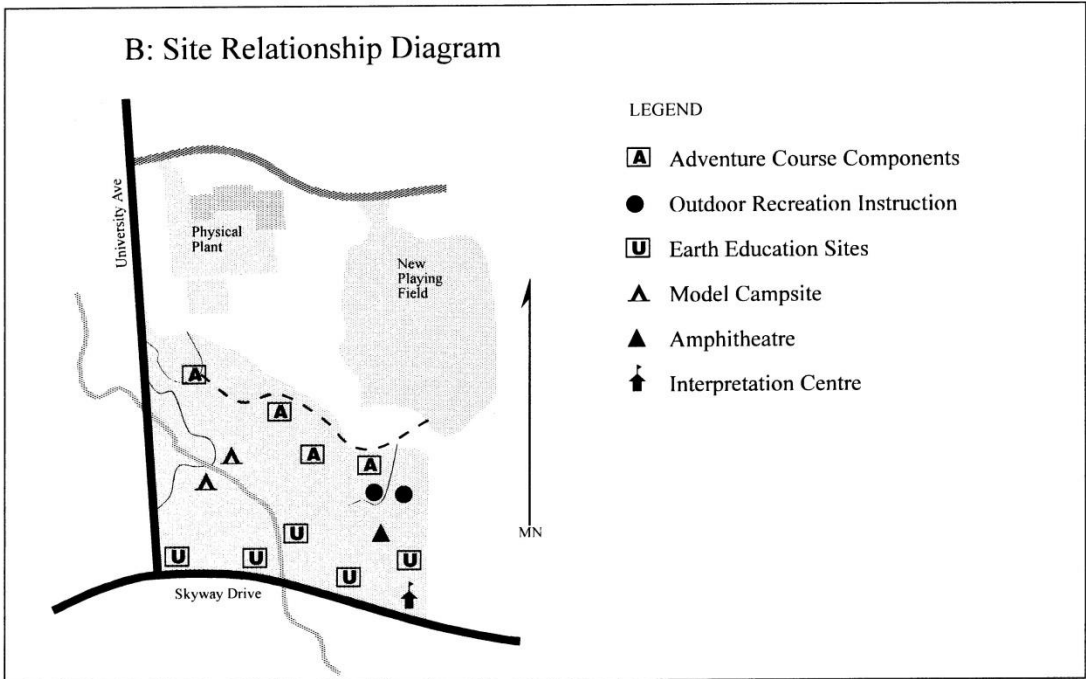 B: Site Relationship Diagram
LEGEND
A Adventure Course Components
Outdoor Recreation Instruction
U Earth Education Sites
Model Campsite
Amphitheatre
Interpretation Centre
University Ave
Physical
Plant
New
Playing
Field
A
A
A
A
MN
U
U
U
U
U
Skyway Drive